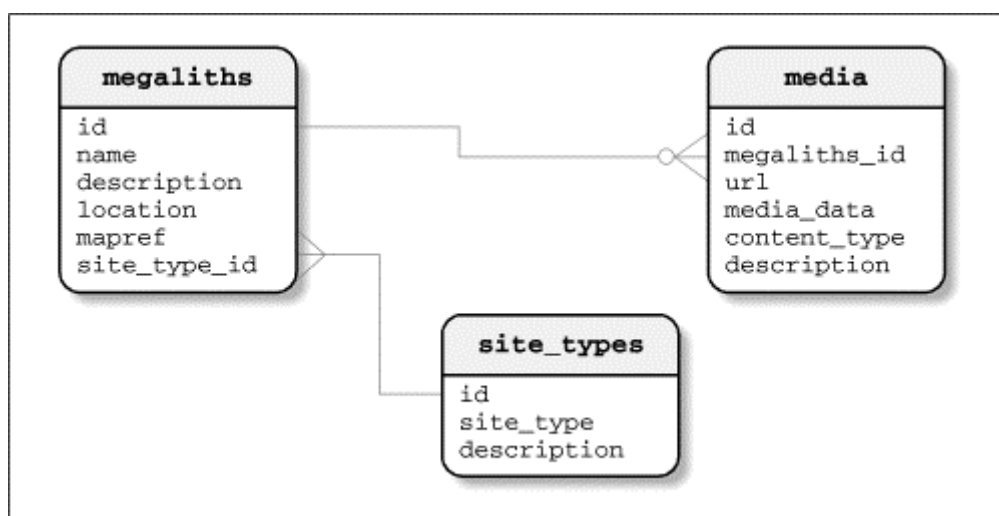 megaliths
id
name
description
location
mapref
site_type_id
media
id
megaliths_id
url
media_data
content_type
description
site_types
id
site_type
description